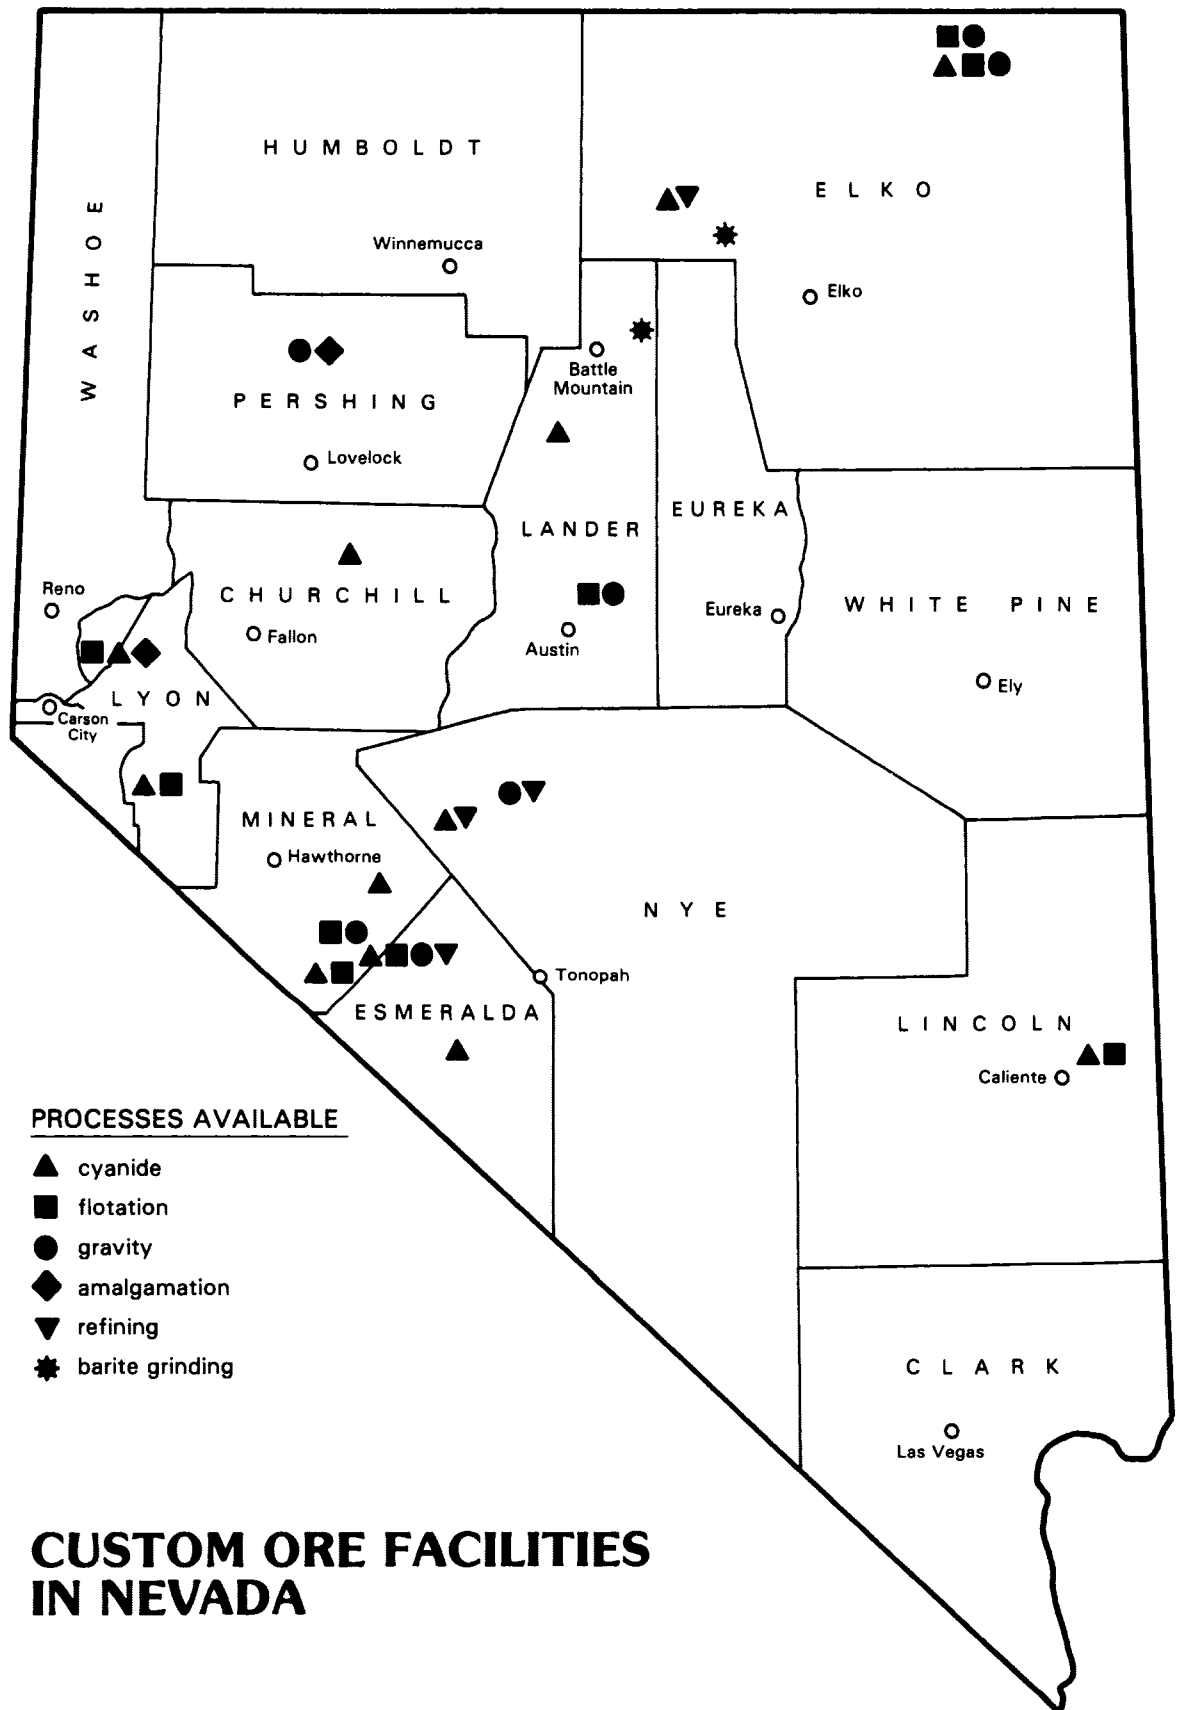 HUMBOLDT
ELKO
WASHOE
Winnemucca
Elko
Battle
Mountain
PERSHING
Lovelock
EUREKA
LANDER
Reno
CHURCHILL
WHITE PINE
Eureka
Fallon
Austin
Ely
LYON
Carson
City
MINERAL
Hawthorne
NYE
Tonopah
ESMERALDA
LINCOLN
Caliente
PROCESSES AVAILABLE
cyanide
flotation
gravity
amalgamation
refining
barite grinding
CLARK
Las Vegas
CUSTOM ORE FACILITIES
IN NEVADA